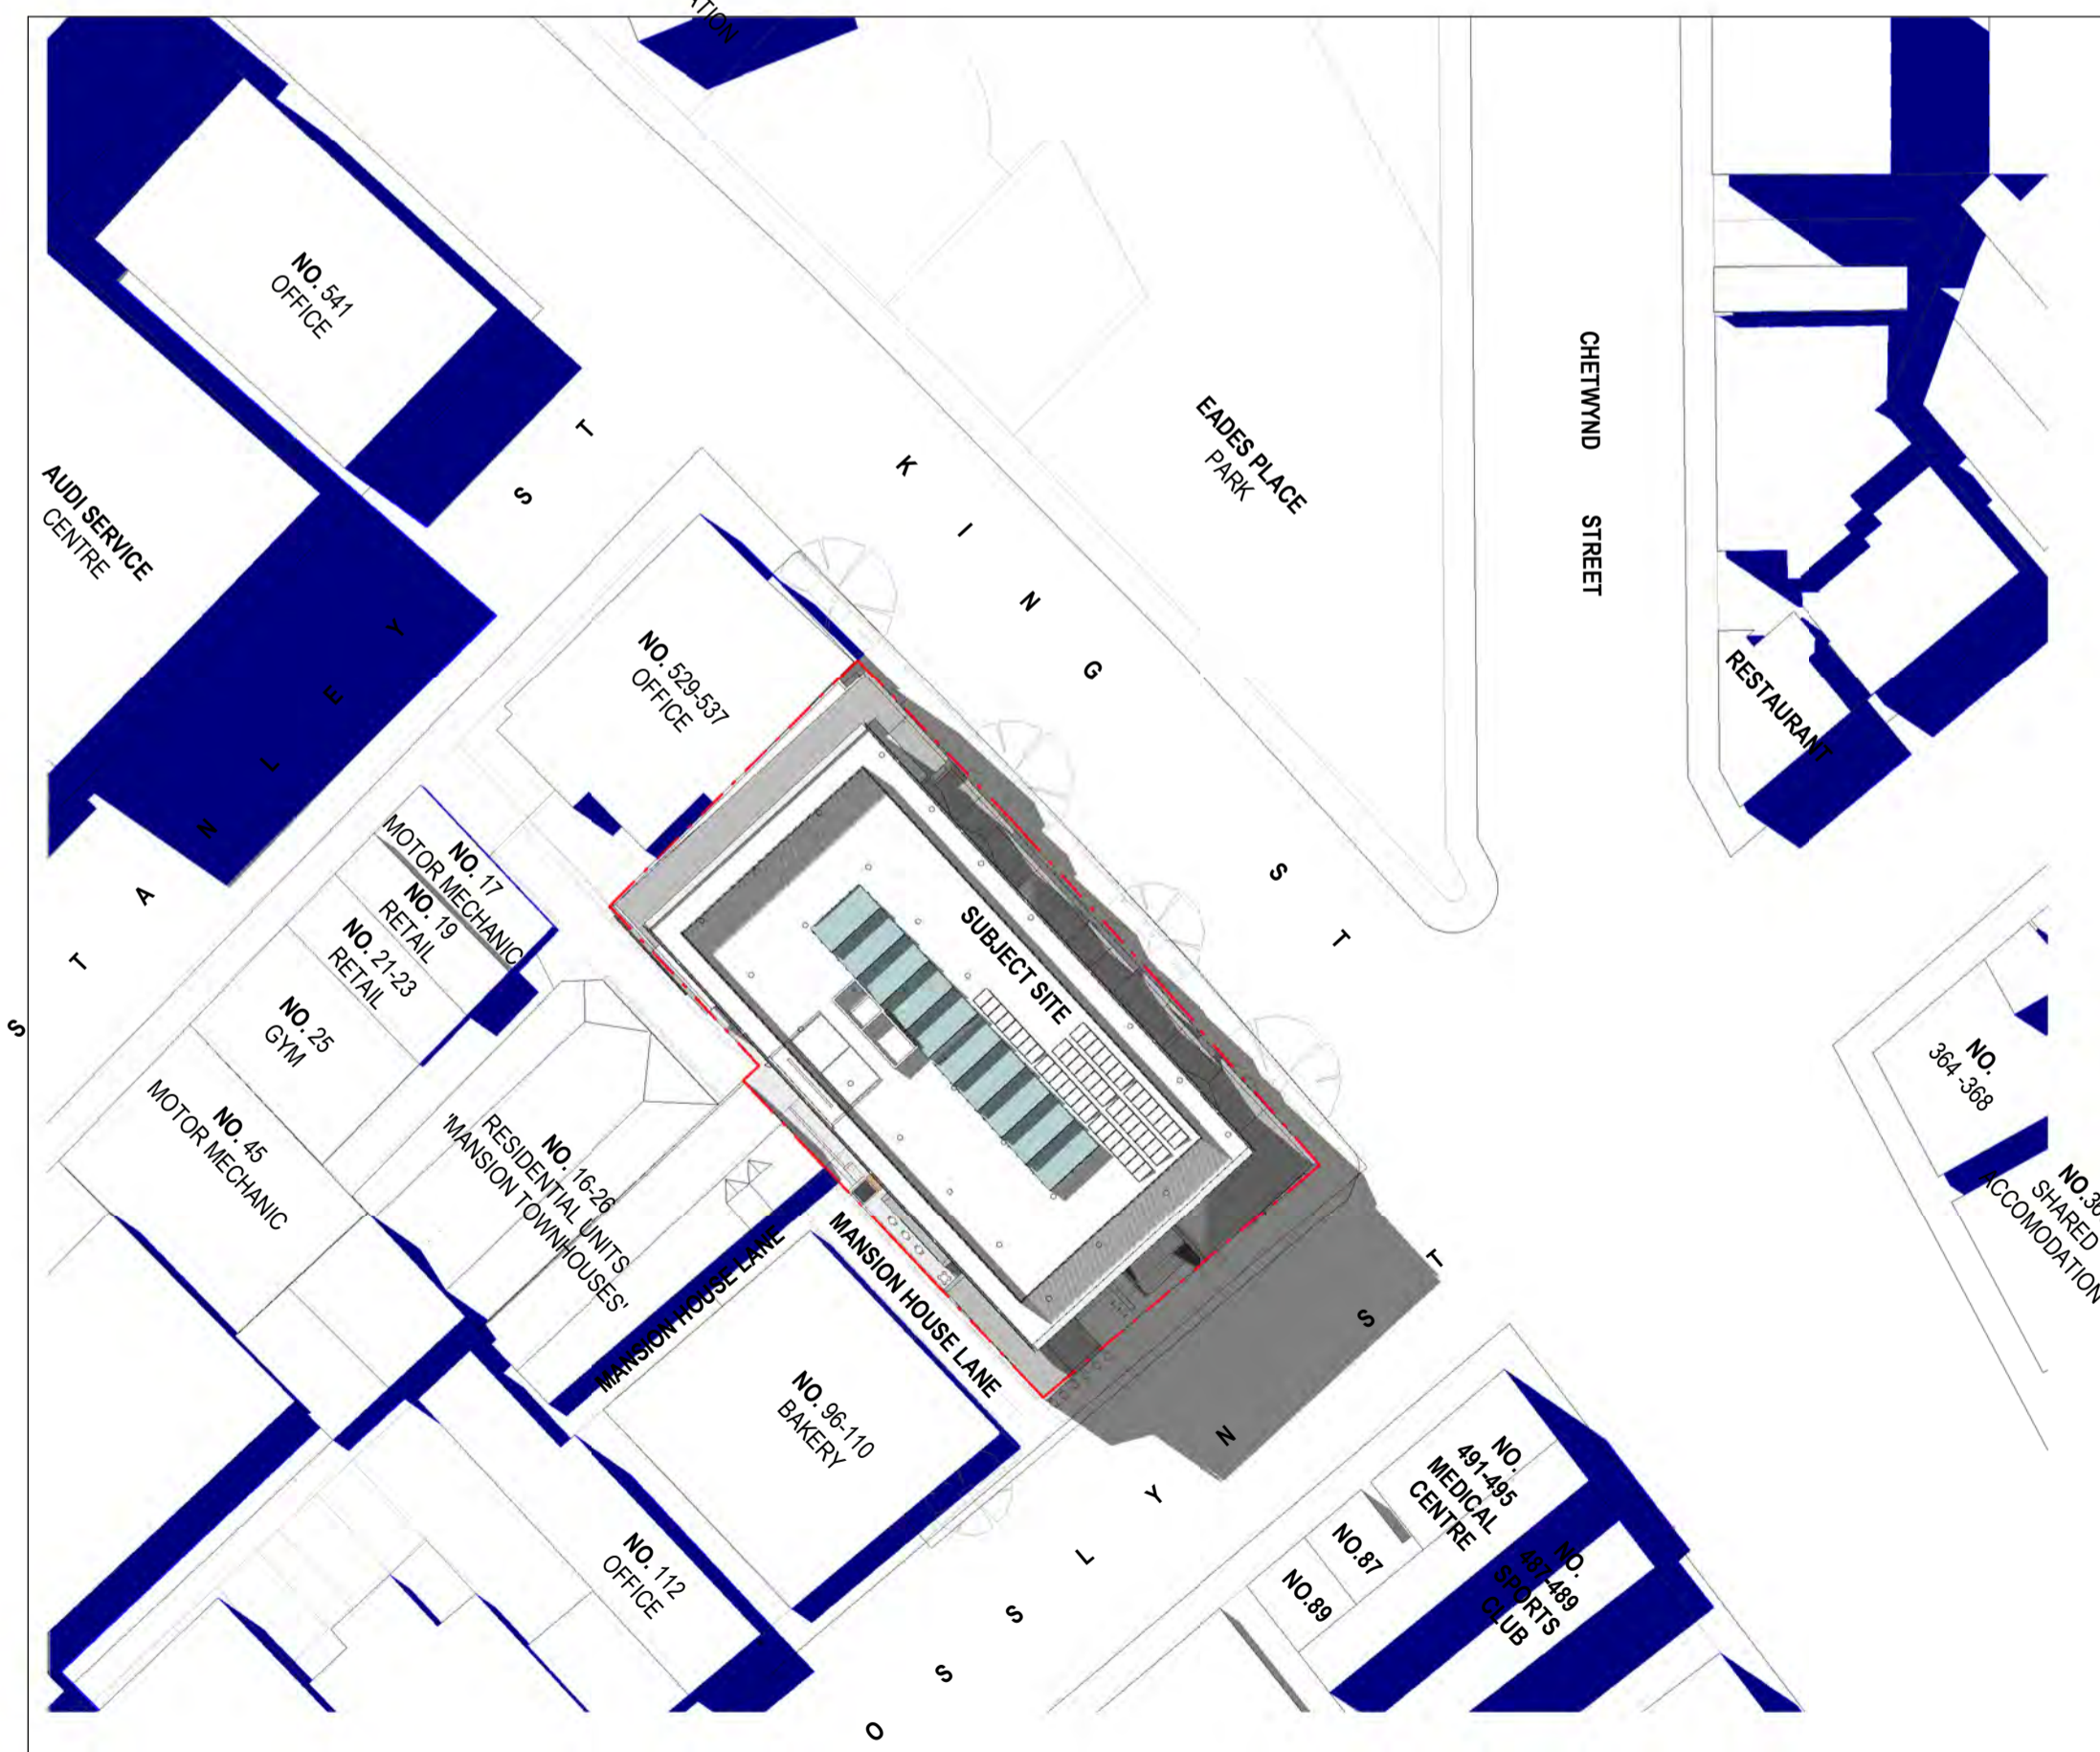 NO. 541
OFFICE
AUDI SERVICE
CENTRE
S T A N L E Y S T
K I N G S T
EADES PLACE
PARK
CHETWYND STREET
RESTAURANT
NO. 529-537
OFFICE
NO. 17
MOTOR MECHANIC
NO. 19
RETAIL
NO. 21-23
RETAIL
NO. 25
GYM
NO. 45
MOTOR MECHANIC
NO. 16-26
RESIDENTIAL UNITS
'MANSION TOWNHOUSES'
SUBJECT SITE
MANSION HOUSE LANE
MANSION HOUSE LANE
NO. 96-110
BAKERY
NO. 112
OFFICE
O S S L Y N S T
NO.
364 -368
SHARED
ACCOMODATION
NO.
491-495
MEDICAL
CENTRE
NO.87
NO.89
NO.
487-489
SPORTS
CLUB